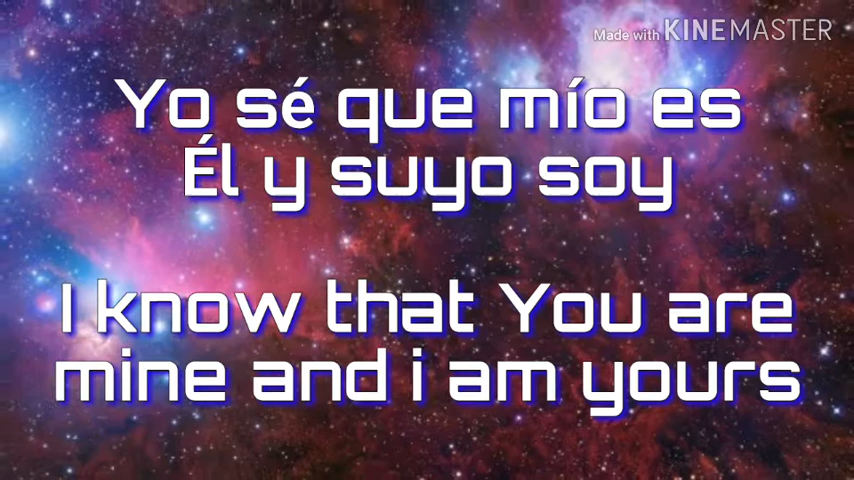 Made with KINEMASTER
Yo sé que mío es
Él y suyo soy
I know that You are
mine and i am yours